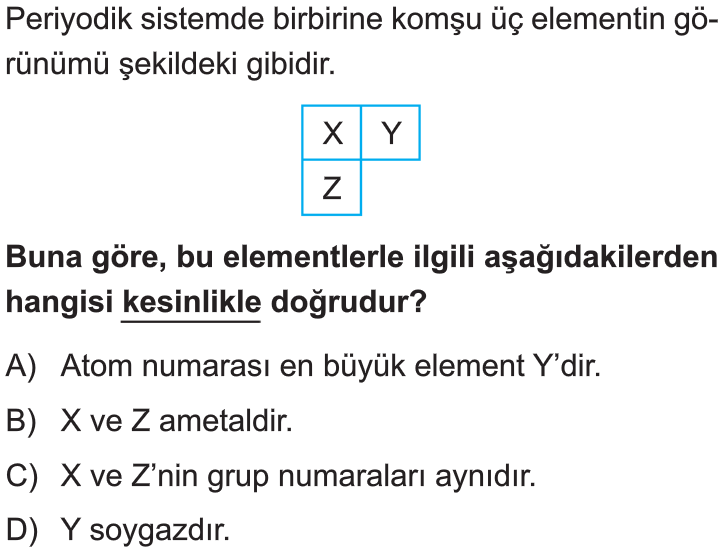 Periyodik sistemde birbirine komşu üç elementin gö-
rünümü şekildeki gibidir.
X Y
Z
Buna göre, bu elementlerle ilgili aşağıdakilerden
hangisi kesinlikle doğrudur?
A) Atom numarası en büyük element Y’dir.
B) X ve Z ametaldir.
C) X ve Z’nin grup numaraları aynıdır.
D) Y soygazdır.